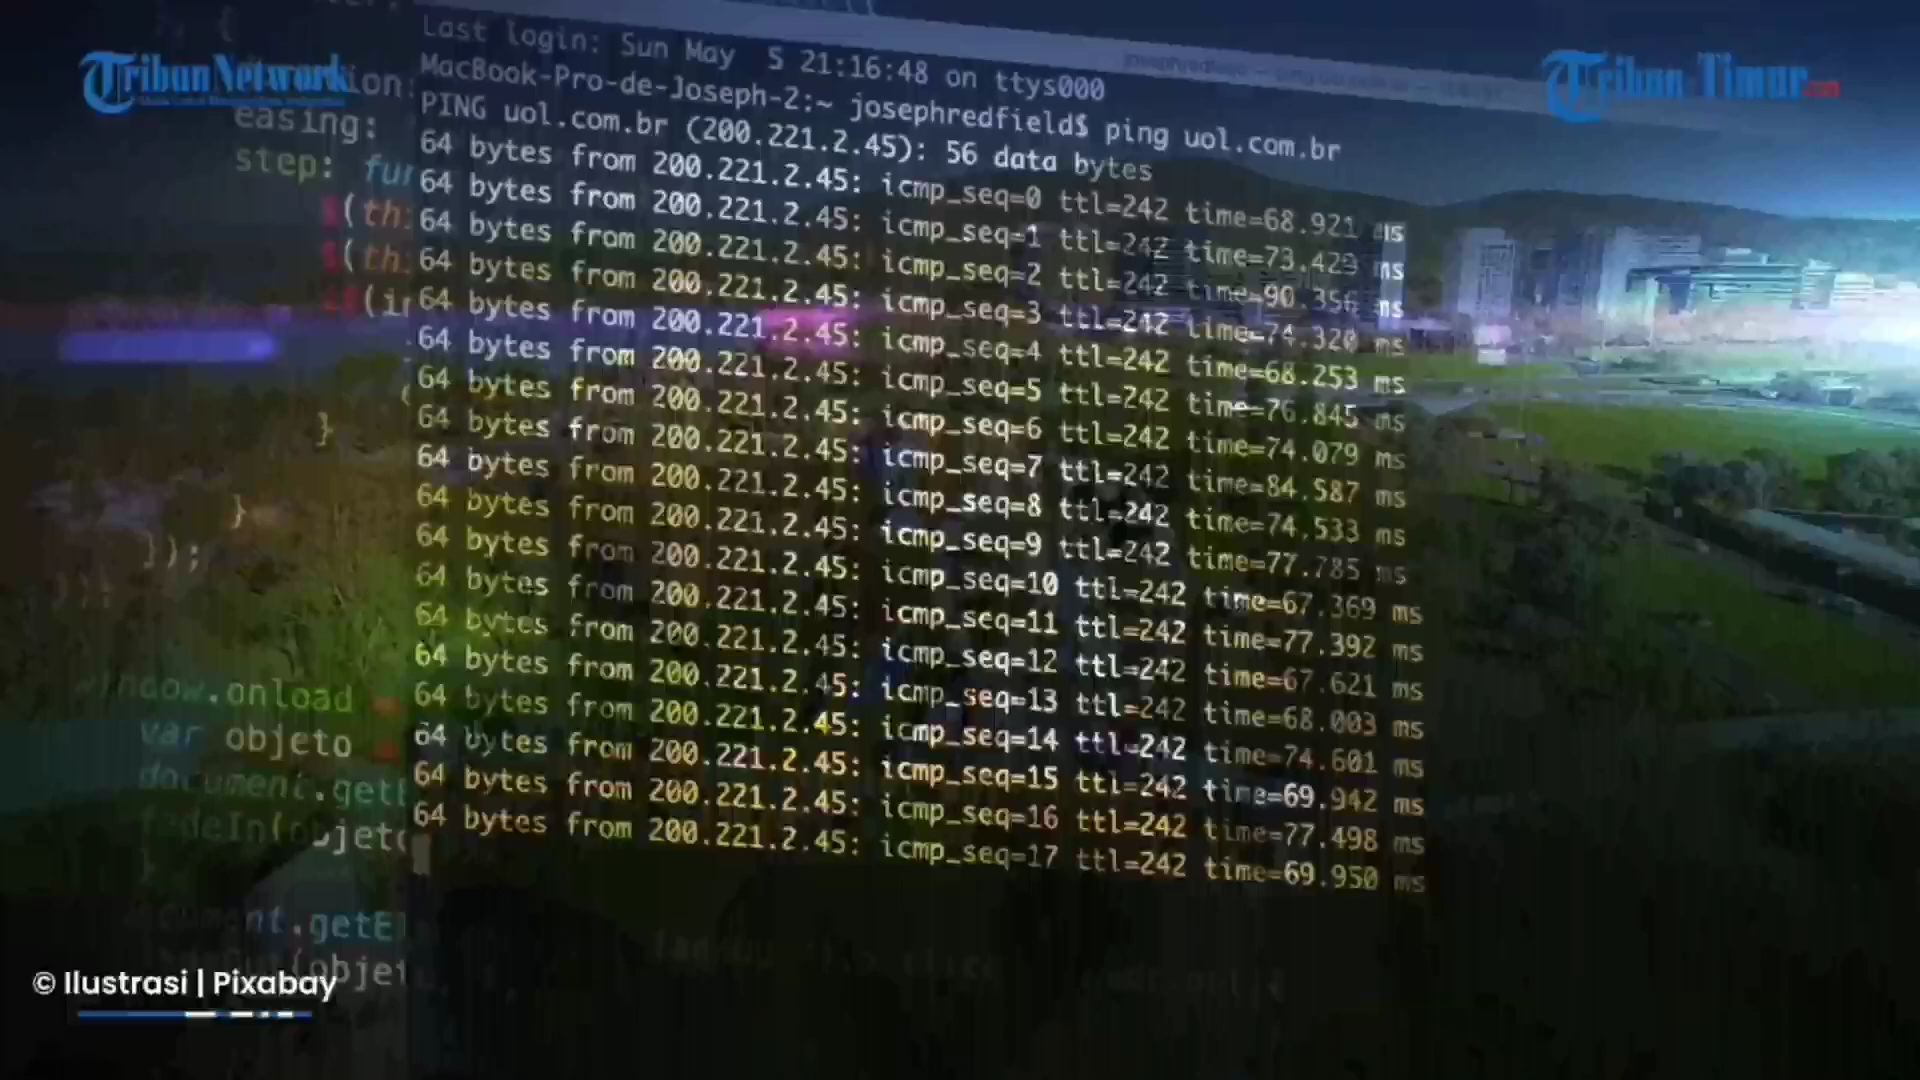 Tribun Network
Tribun Timur.com
Last login: Sun May  5 21:16:48 on ttys000
MacBook-Pro-de-Joseph-2:~ josephredfield$ ping uol.com.br
PING uol.com.br (200.221.2.45): 56 data bytes
64 bytes from 200.221.2.45: icmp_seq=0 ttl=242 time=68.921 ms
64 bytes from 200.221.2.45: icmp_seq=1 ttl=242 time=73.429 ms
64 bytes from 200.221.2.45: icmp_seq=2 ttl=242 time=90.356 ms
64 bytes from 200.221.2.45: icmp_seq=3 ttl=242 time=74.320 ms
64 bytes from 200.221.2.45: icmp_seq=4 ttl=242 time=68.253 ms
64 bytes from 200.221.2.45: icmp_seq=5 ttl=242 time=76.845 ms
64 bytes from 200.221.2.45: icmp_seq=6 ttl=242 time=74.079 ms
64 bytes from 200.221.2.45: icmp_seq=7 ttl=242 time=84.587 ms
64 bytes from 200.221.2.45: icmp_seq=8 ttl=242 time=74.533 ms
64 bytes from 200.221.2.45: icmp_seq=9 ttl=242 time=77.785 ms
64 bytes from 200.221.2.45: icmp_seq=10 ttl=242 time=67.369 ms
64 bytes from 200.221.2.45: icmp_seq=11 ttl=242 time=77.392 ms
64 bytes from 200.221.2.45: icmp_seq=12 ttl=242 time=67.621 ms
64 bytes from 200.221.2.45: icmp_seq=13 ttl=242 time=68.003 ms
64 bytes from 200.221.2.45: icmp_seq=14 ttl=242 time=74.601 ms
64 bytes from 200.221.2.45: icmp_seq=15 ttl=242 time=69.942 ms
64 bytes from 200.221.2.45: icmp_seq=16 ttl=242 time=77.498 ms
64 bytes from 200.221.2.45: icmp_seq=17 ttl=242 time=69.950 ms
easing:
step:
}
}
});
window.onload
var objeto
© Ilustrasi | Pixabay